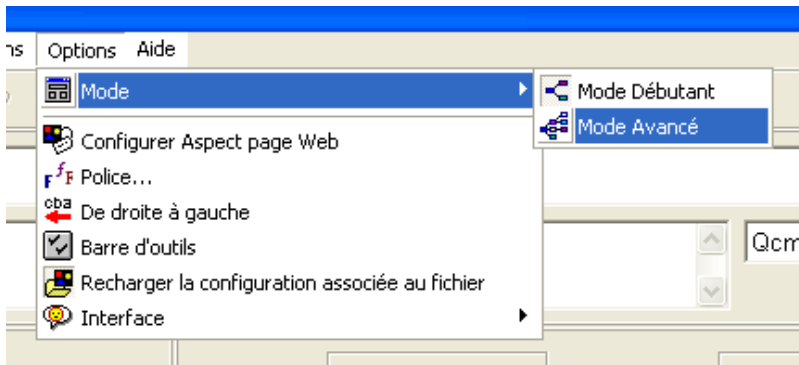 ns Options Aide
Mode
Mode Débutant
Mode Avancé
Configurer Aspect page Web
Police...
cba
De droite à gauche
Barre d'outils
Recharger la configuration associée au fichier
Interface
Qcm